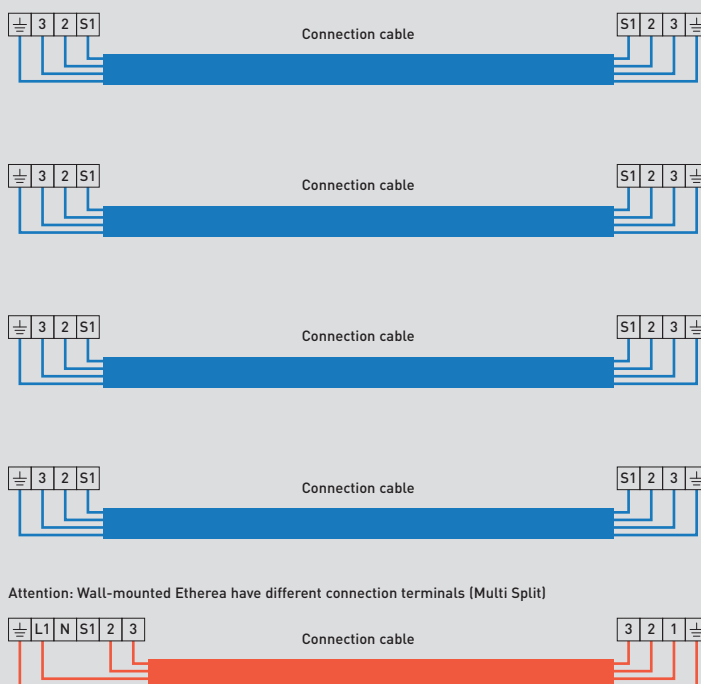 ⏚ 3 2 S1 Connection cable S1 2 3 ⏚
⏚ 3 2 S1 Connection cable S1 2 3 ⏚
⏚ 3 2 S1 Connection cable S1 2 3 ⏚
⏚ 3 2 S1 Connection cable S1 2 3 ⏚
Attention: Wall-mounted Etherea have different connection terminals (Multi Split)
⏚ L1 N S1 2 3 Connection cable 3 2 1 ⏚